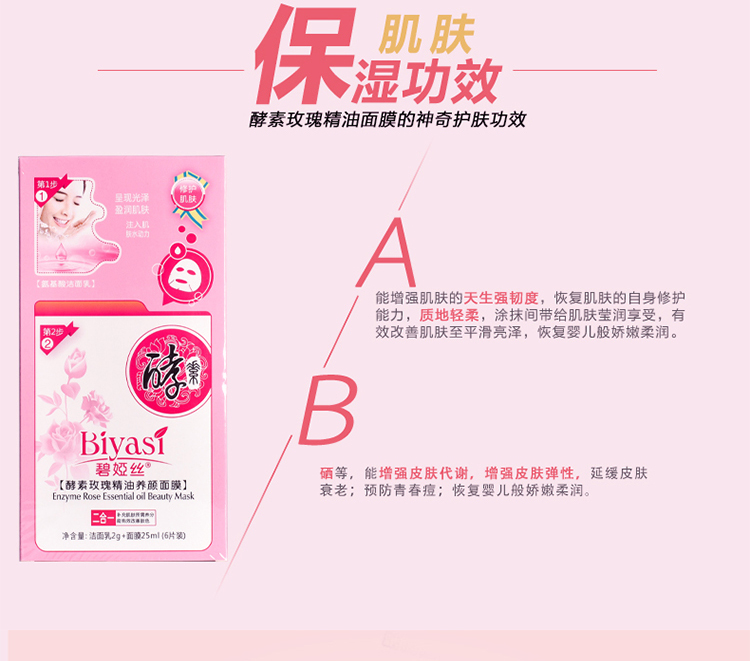 保
肌肤
湿功效
酵素玫瑰精油面膜的神奇护肤功效
第1步
1
呈现光泽
盈润肌肤
注入肌
肤水动力
修护
肌肤
【氨基酸洁面乳】
第2步
2
酵素
Biyasi
碧婭丝®
【酵素玫瑰精油养颜面膜】
Enzyme Rose Essential oil Beauty Mask
二合一
净含量: 洁面乳2g+面膜25ml (6片装)
A
能增强肌肤的天生强韧度，恢复肌肤的自身修护
能力，质地轻柔，涂抹间带给肌肤莹润享受，有
效改善肌肤至平滑亮泽，恢复婴儿般娇嫩柔润。
B
硒等，能增强皮肤代谢，增强皮肤弹性，延缓皮肤
衰老；预防青春痘；恢复婴儿般娇嫩柔润。